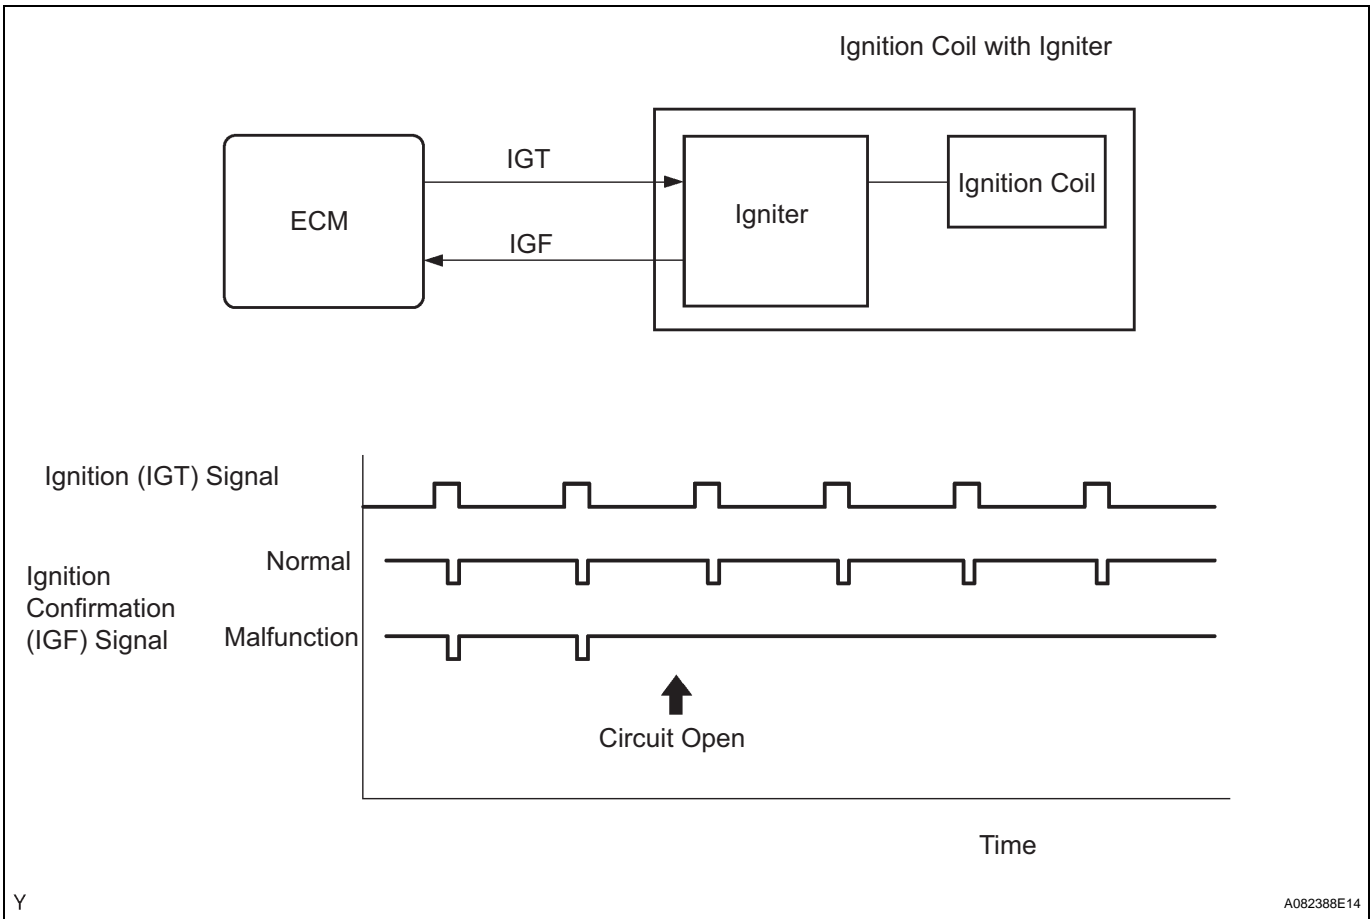 Ignition Coil with Igniter
ECM
IGT
IGF
Igniter
Ignition Coil
Ignition (IGT) Signal
Normal
Ignition
Confirmation
(IGF) Signal
Malfunction
Circuit Open
Time
Y
A082388E14